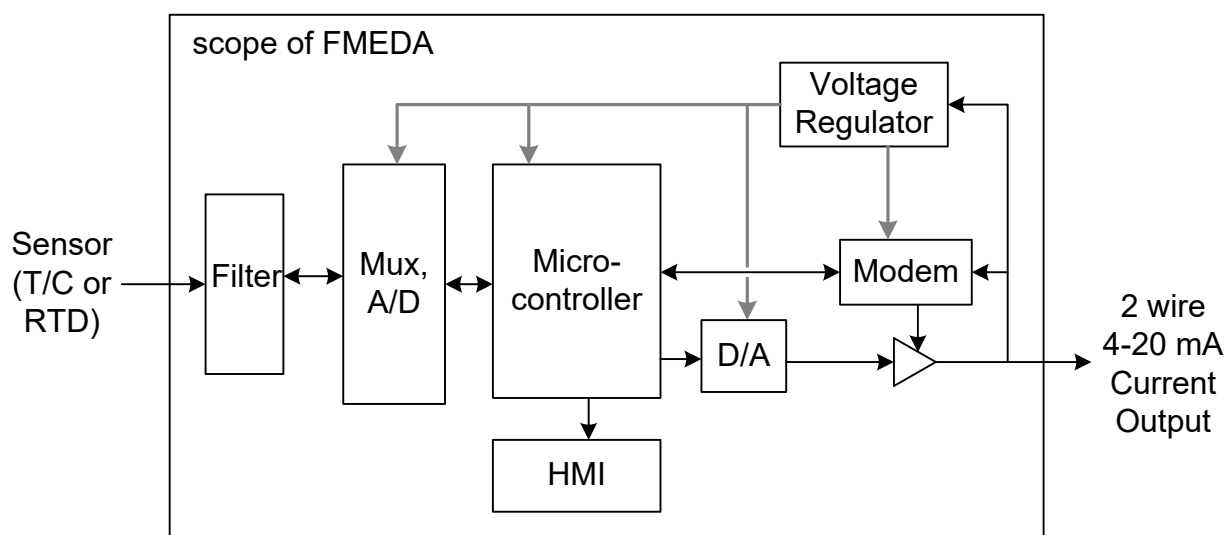 scope of FMEDA
Voltage
Regulator
Sensor
(T/C or
RTD)
Filter
Mux,
A/D
Micro-
controller
Modem
D/A
HMI
2 wire
4-20 mA
Current
Output